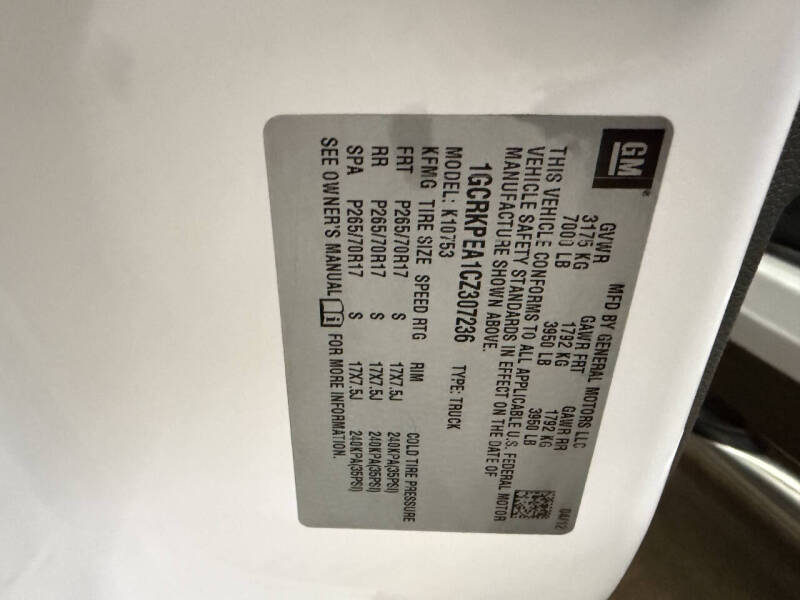 GM
MFD BY GENERAL MOTORS LLC
04/12
GVWR GAWR FRT GAWR RR
3175 KG 1792 KG 1792 KG
7000 LB 3950 LB 3950 LB
THIS VEHICLE CONFORMS TO ALL APPLICABLE U.S. FEDERAL MOTOR
VEHICLE SAFETY STANDARDS IN EFFECT ON THE DATE OF
MANUFACTURE SHOWN ABOVE.
1GCRKPEA1CZ307236 TYPE: TRUCK
MODEL: K10753
KFMG TIRE SIZE SPEED RTG RIM COLD TIRE PRESSURE
FRT P265/70R17 S 17X7.5J 240KPA(35PSI)
RR P265/70R17 S 17X7.5J 240KPA(35PSI)
SPA P265/70R17 S 17X7.5J 240KPA(35PSI)
SEE OWNER'S MANUAL FOR MORE INFORMATION.